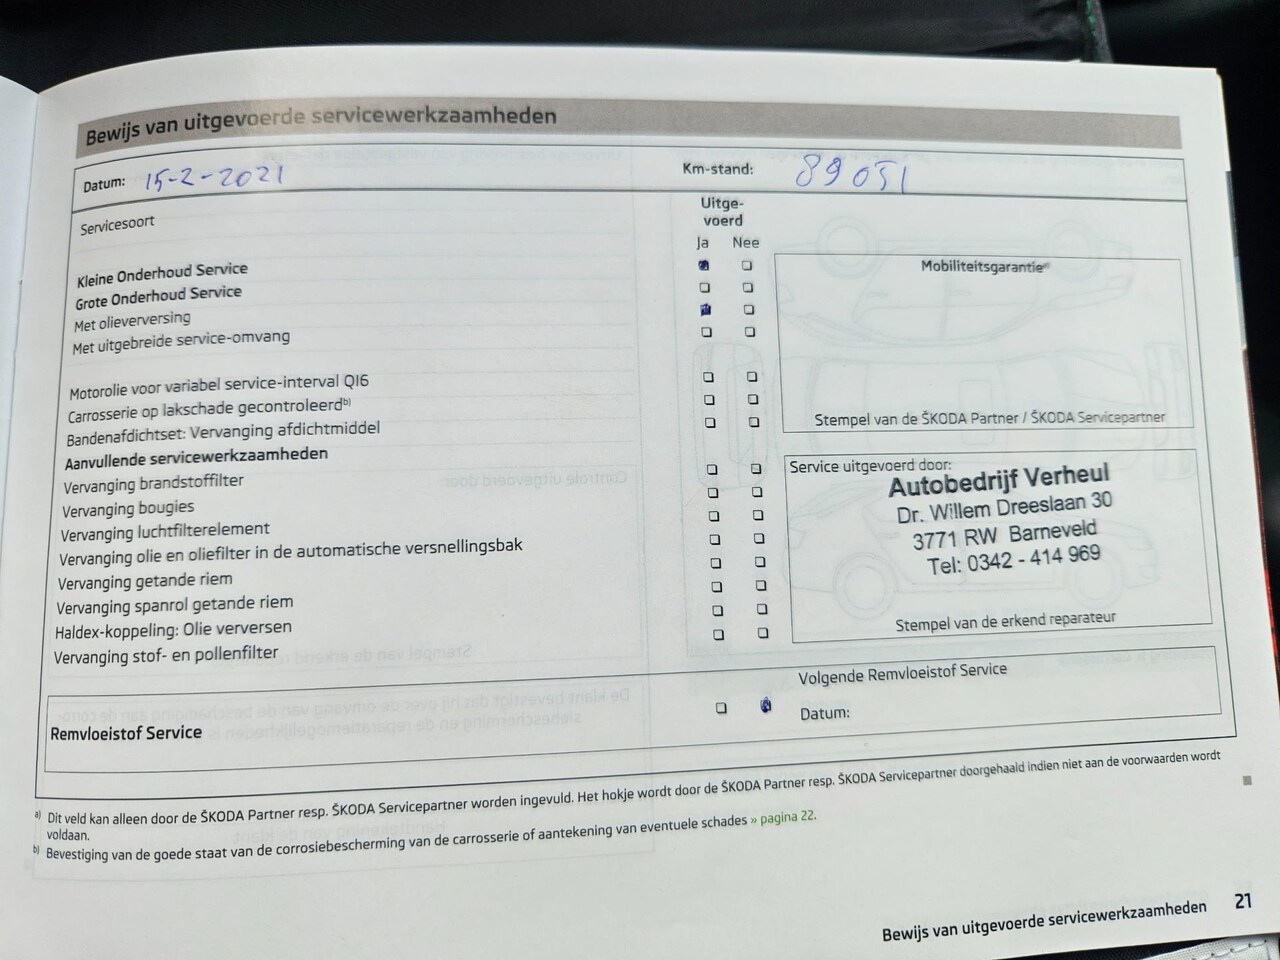 Bewijs van uitgevoerde servicewerkzaamheden
Datum: 15-2-2021
Km-stand: 89051
Servicesoort
Uitge-
voerd
Ja Nee
Kleine Onderhoud Service
Grote Onderhoud Service
Met olieverversing
Met uitgebreide service-omvang
Motorolie voor variabel service-interval QI6
Carrosserie op lakschade gecontroleerd b)
Bandenafdichtset: Vervanging afdichtmiddel
Aanvullende servicewerkzaamheden
Vervanging brandstoffilter
Vervanging bougies
Vervanging luchtfilterelement
Vervanging olie en oliefilter in de automatische versnellingsbak
Vervanging getande riem
Vervanging spanrol getande riem
Haldex-koppeling: Olie verversen
Vervanging stof- en pollenfilter
Mobiliteitsgarantie a)
Stempel van de ŠKODA Partner / ŠKODA Servicepartner
Service uitgevoerd door:
Autobedrijf Verheul
Dr. Willem Dreeslaan 30
3771 RW Barneveld
Tel: 0342 - 414 969
Stempel van de erkend reparateur
Remvloeistof Service
Volgende Remvloeistof Service
Datum:
a) Dit veld kan alleen door de ŠKODA Partner resp. ŠKODA Servicepartner worden ingevuld. Het hokje wordt door de ŠKODA Partner resp. ŠKODA Servicepartner doorgehaald indien niet aan de voorwaarden wordt
voldaan.
b) Bevestiging van de goede staat van de corrosiebescherming van de carrosserie of aantekening van eventuele schades » pagina 22.
Bewijs van uitgevoerde servicewerkzaamheden 21